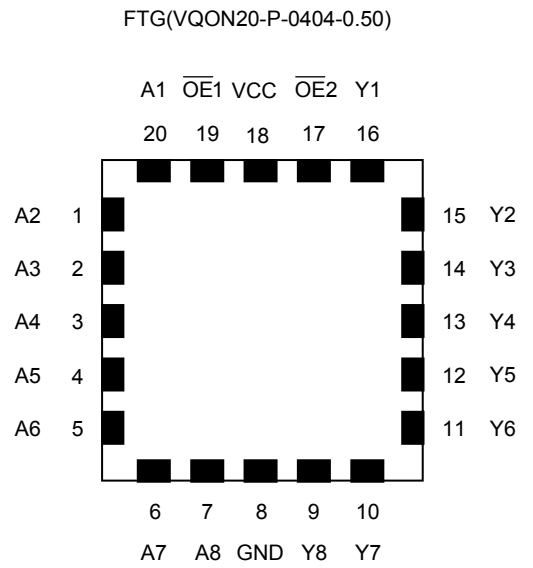 FTG(VQON20-P-0404-0.50)
A1 O̅E̅1 VCC O̅E̅2 Y1
20 19 18 17 16
A2 1 15 Y2
A3 2 14 Y3
A4 3 13 Y4
A5 4 12 Y5
A6 5 11 Y6
6 7 8 9 10
A7 A8 GND Y8 Y7